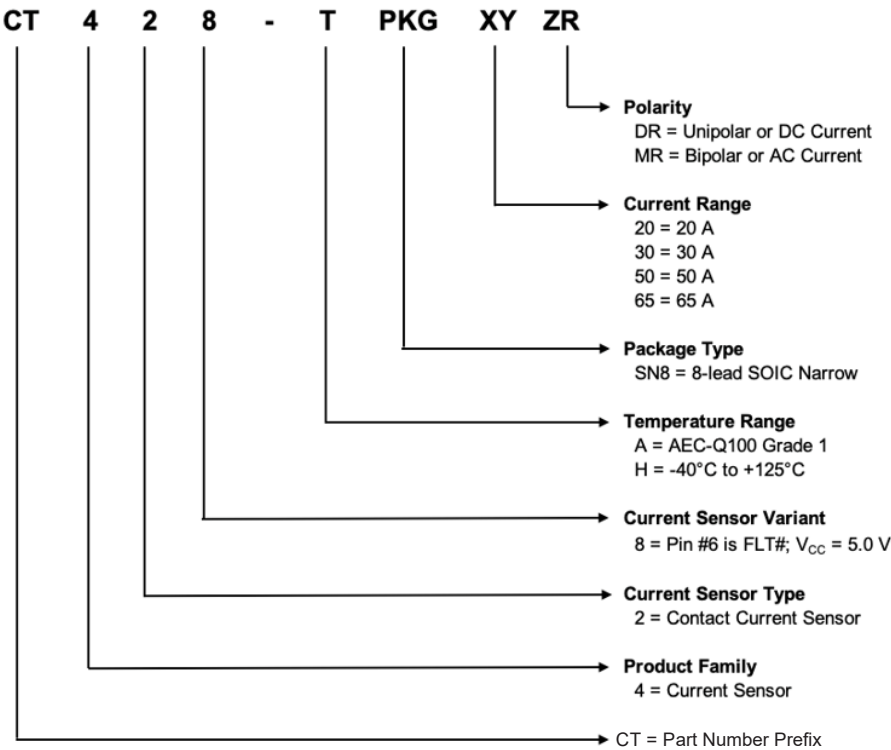 CT 4 2 8 - T PKG XY ZR
Polarity
DR = Unipolar or DC Current
MR = Bipolar or AC Current
Current Range
20 = 20 A
30 = 30 A
50 = 50 A
65 = 65 A
Package Type
SN8 = 8-lead SOIC Narrow
Temperature Range
A = AEC-Q100 Grade 1
H = -40°C to +125°C
Current Sensor Variant
8 = Pin #6 is FLT#; VCC = 5.0 V
Current Sensor Type
2 = Contact Current Sensor
Product Family
4 = Current Sensor
CT = Part Number Prefix